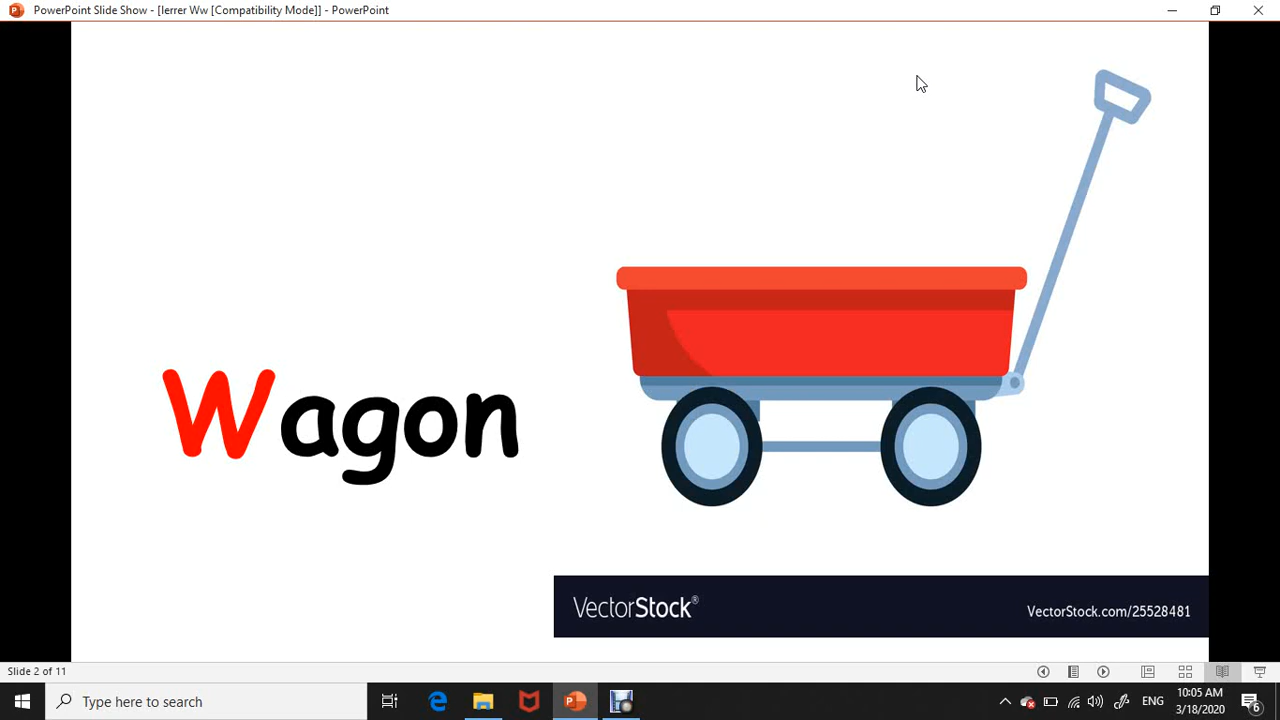 PowerPoint Slide Show - [lerrer Ww [Compatibility Mode]] - PowerPoint
Wagon
VectorStock®
VectorStock.com/25528481
Slide 2 of 11
Type here to search
ENG
10:05 AM
3/18/2020
6